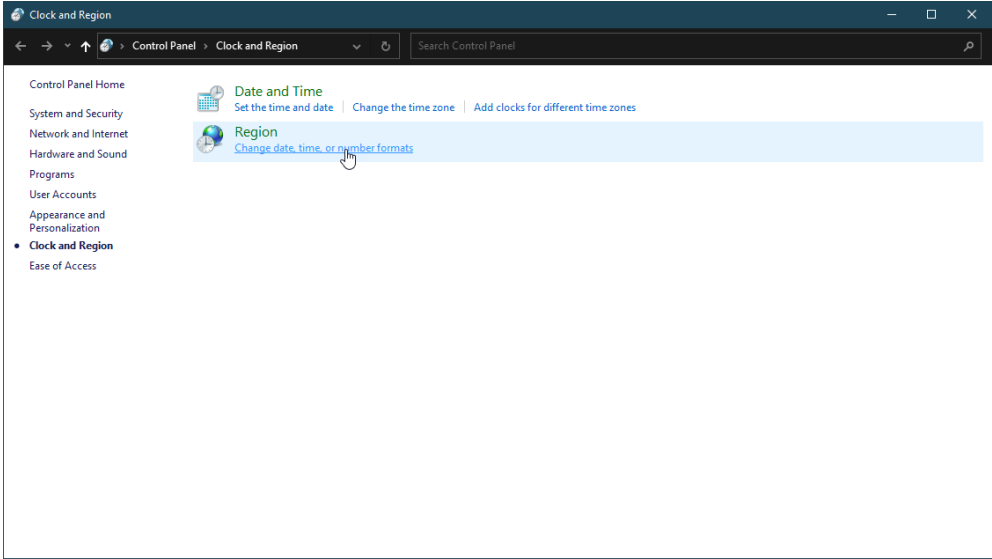 Clock and Region
Control Panel › Clock and Region
Search Control Panel
Control Panel Home
System and Security
Network and Internet
Hardware and Sound
Programs
User Accounts
Appearance and
Personalization
Clock and Region
Ease of Access
Date and Time
Set the time and date | Change the time zone | Add clocks for different time zones
Region
Change date, time, or number formats